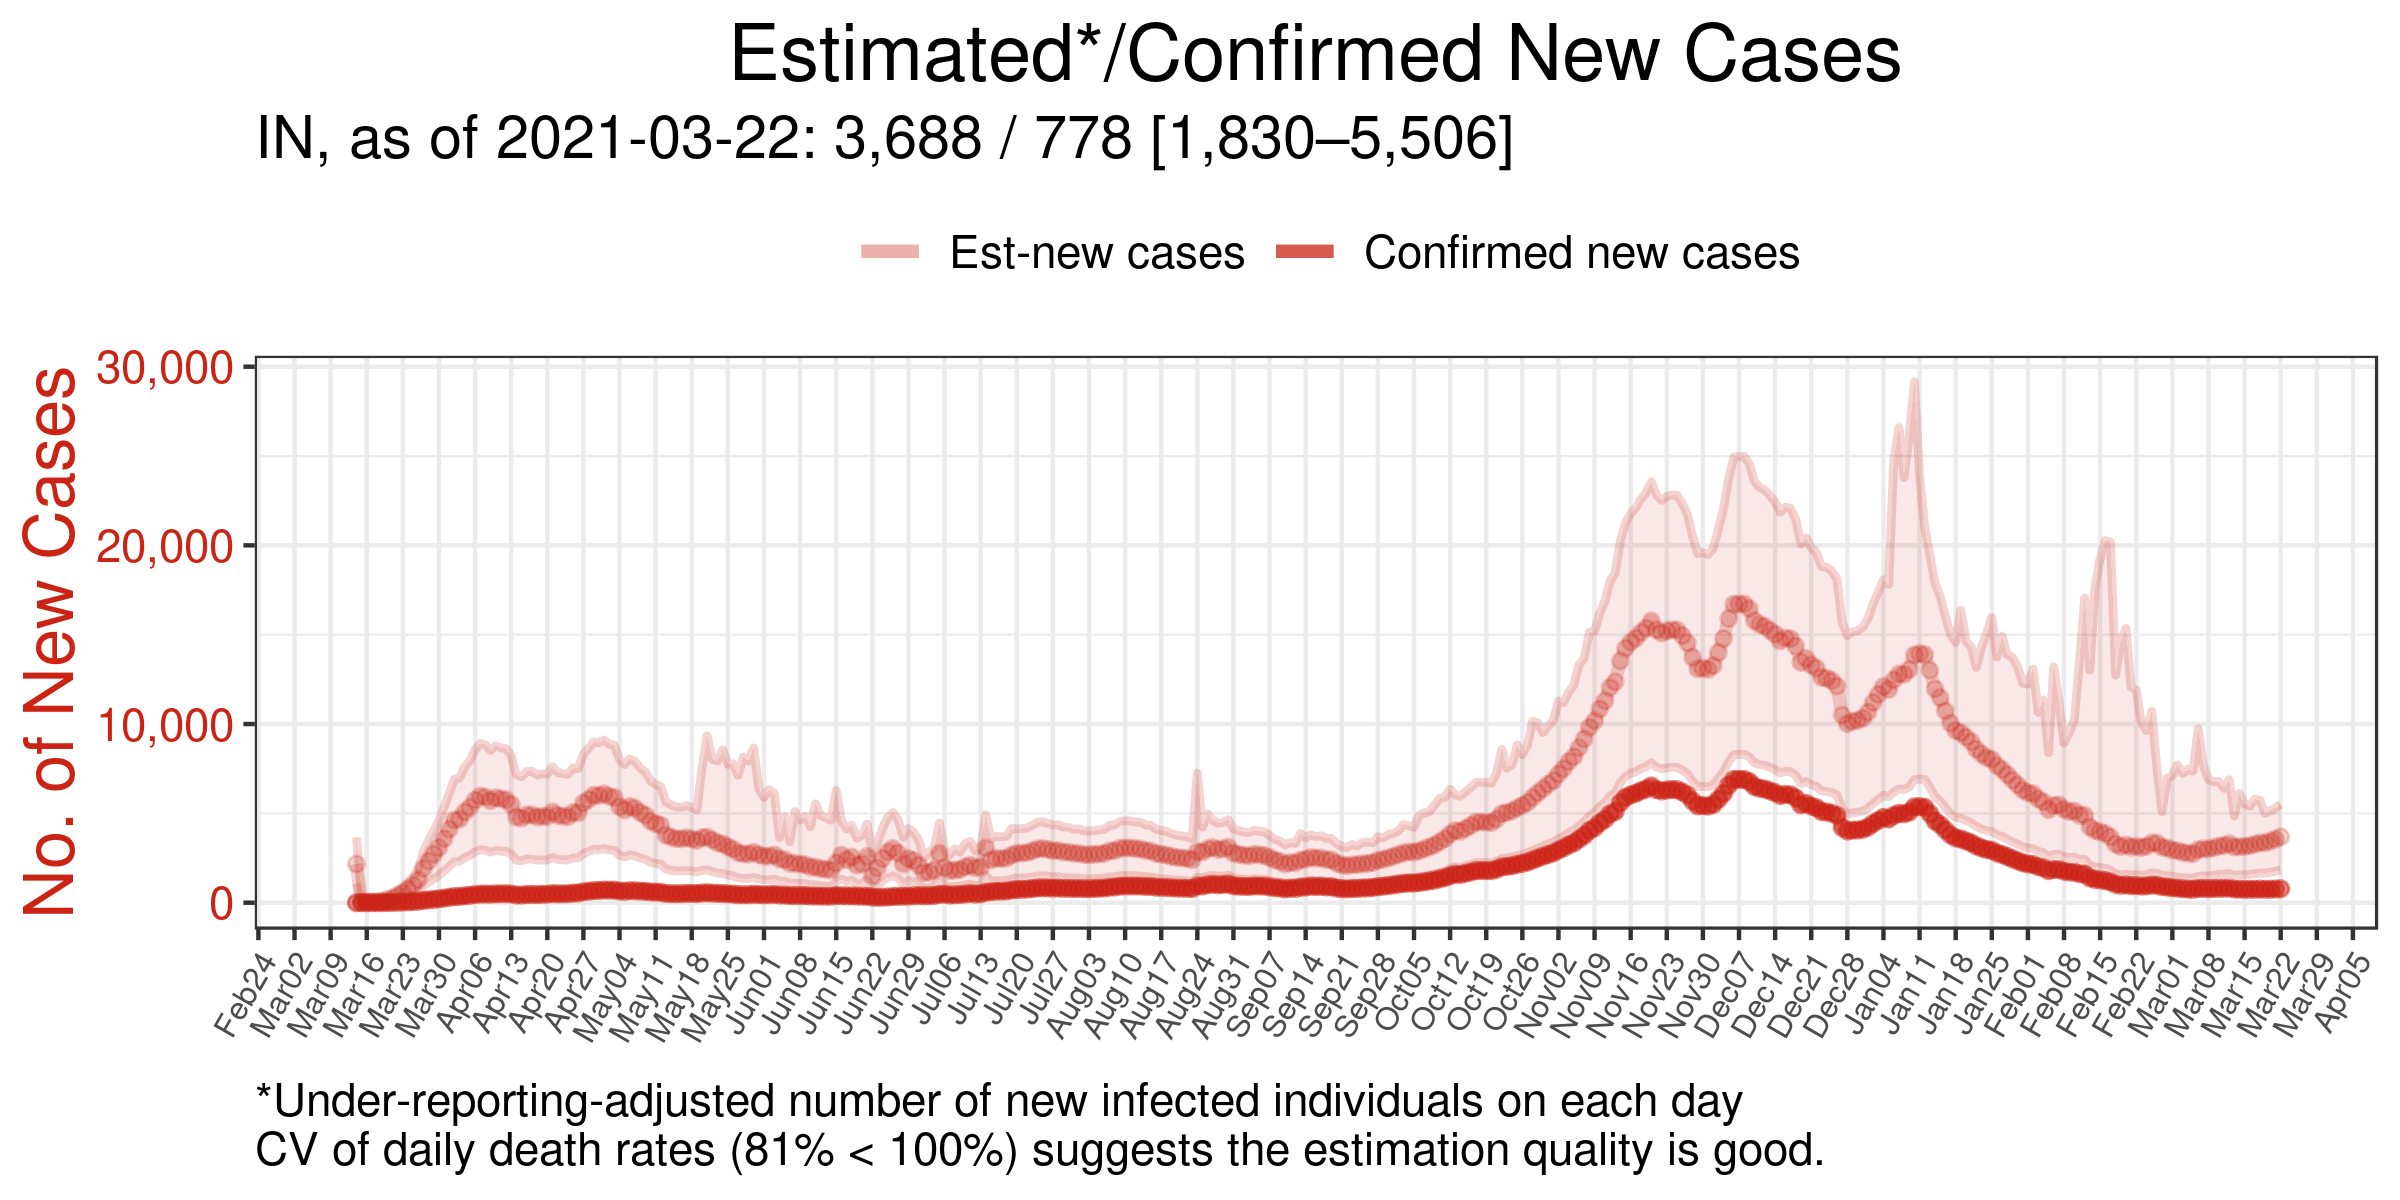 Estimated*/Confirmed New Cases
IN, as of 2021-03-22: 3,688 / 778 [1,830–5,506]
Est-new cases
Confirmed new cases
No. of New Cases
30,000
20,000
10,000
0
Feb24
Mar02
Mar09
Mar16
Mar23
Mar30
Apr06
Apr13
Apr20
Apr27
May04
May11
May18
May25
Jun01
Jun08
Jun15
Jun22
Jun29
Jul06
Jul13
Jul20
Jul27
Aug03
Aug10
Aug17
Aug24
Aug31
Sep07
Sep14
Sep21
Sep28
Oct05
Oct12
Oct19
Oct26
Nov02
Nov09
Nov16
Nov23
Nov30
Dec07
Dec14
Dec21
Dec28
Jan04
Jan11
Jan18
Jan25
Feb01
Feb08
Feb15
Feb22
Mar01
Mar08
Mar15
Mar22
Mar29
Apr05
*Under-reporting-adjusted number of new infected individuals on each day
CV of daily death rates (81% < 100%) suggests the estimation quality is good.